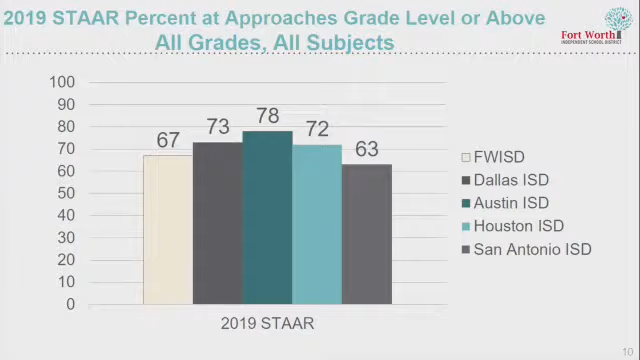 2019 STAAR Percent at Approaches Grade Level or Above
All Grades, All Subjects
Fort Worth
INDEPENDENT SCHOOL DISTRICT
100
90
80
70
60
50
40
30
20
10
0
67
73
78
72
63
2019 STAAR
FWISD
Dallas ISD
Austin ISD
Houston ISD
San Antonio ISD
10